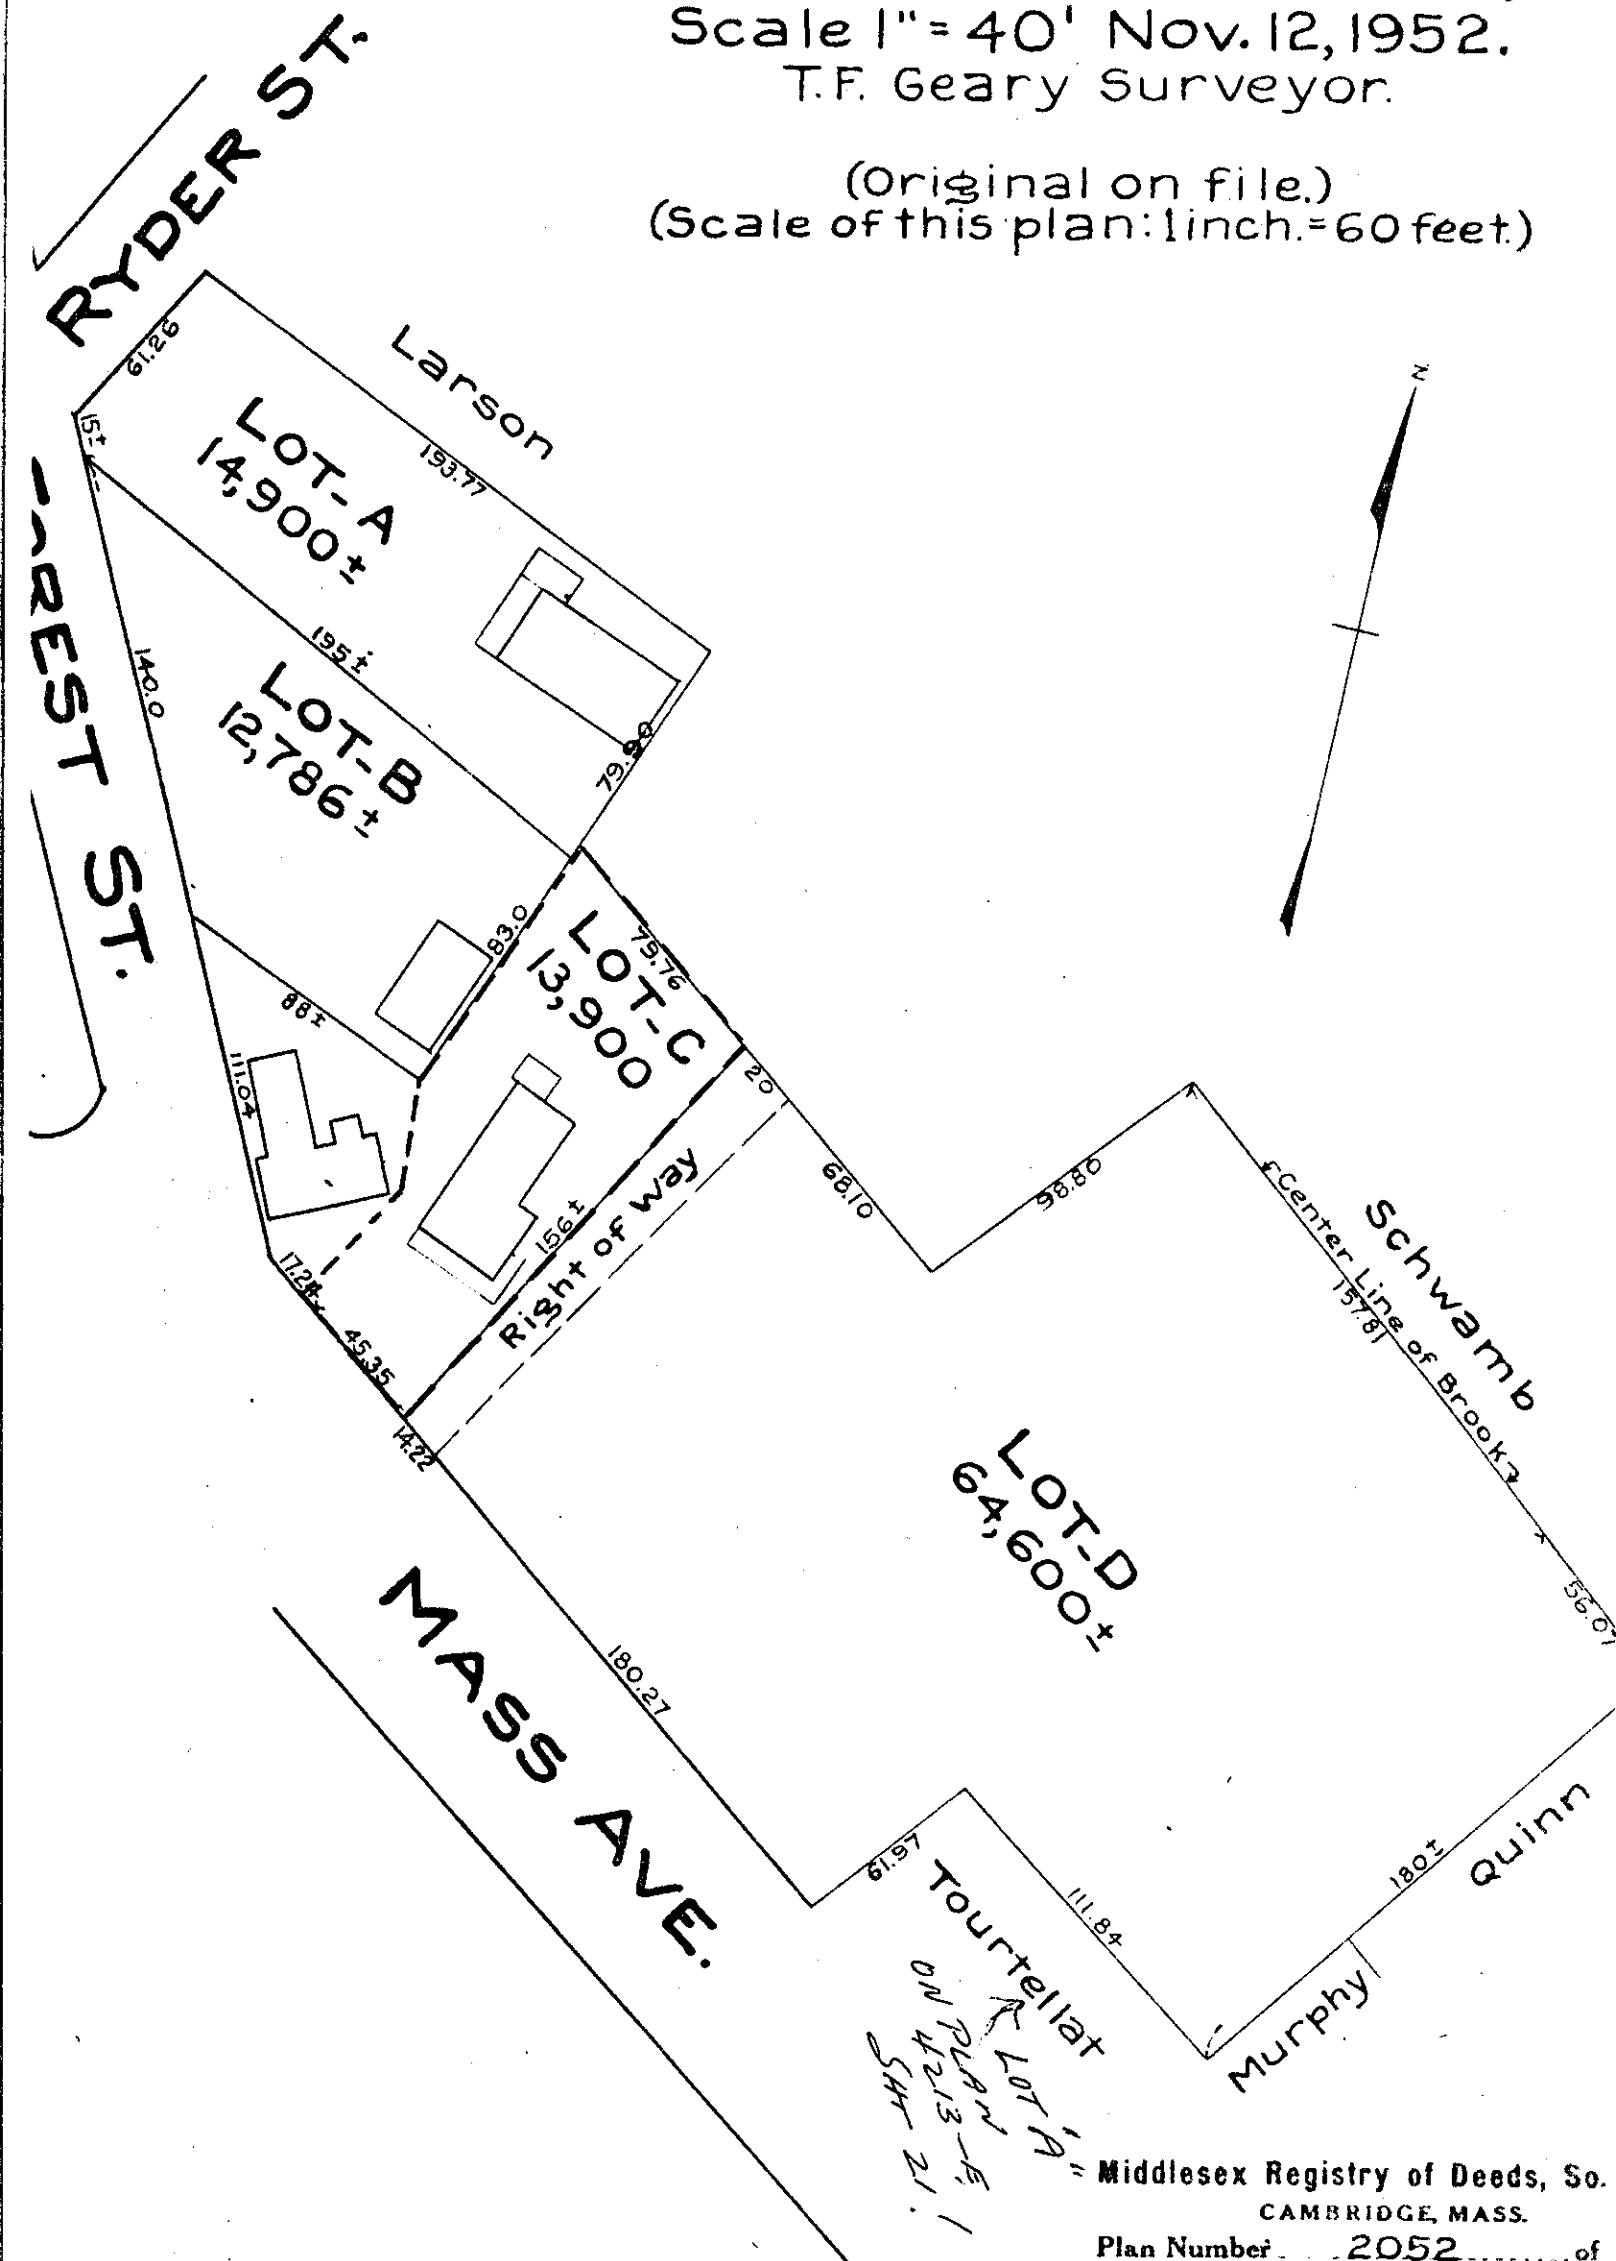 Scale 1" = 40' Nov. 12, 1952.
T.F. Geary Surveyor.
(Original on file.)
(Scale of this plan: 1 inch. = 60 feet.)
RYDER ST.
N
61.26
Larson
15±
193.77
LOT-A
14,900±
REST ST.
140.0
195±
LOT-B
12,786±
79.90
83.0
79.76
LOT-C
13,900
88±
111.04
20
68.10
98.80
Schwamb
Center Line of Brook
157.81
156±
Right of way
17.24
45.35
14.22
LOT-D
64,600±
56.07
MASS AVE.
180.27
61.97
Tourtellat
111.84
180±
Quinn
Murphy
LOT "A"
ON PLAN
4213-E
SHT 21
Middlesex Registry of Deeds, So.
CAMBRIDGE, MASS.
Plan Number 2052 of